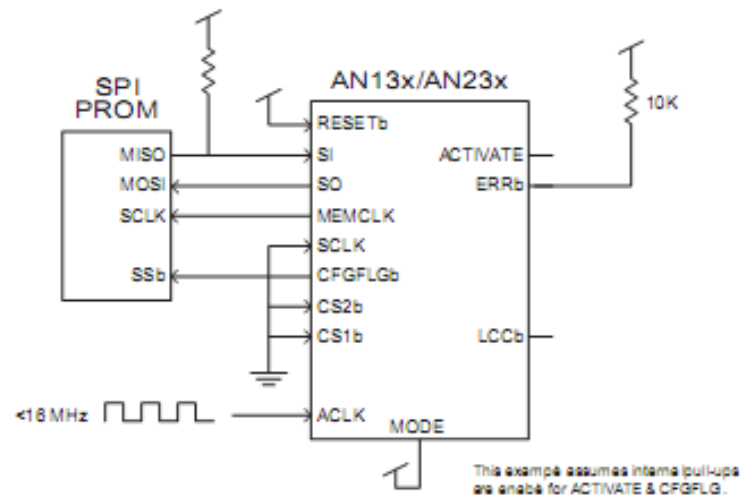 SPI
PROM
AN13x/AN23x
10K
RESETb
MISO
SI
ACTIVATE
MOSI
SO
ERRb
SCLK
MEMCLK
SCLK
SSb
CFGFLGb
CS2b
CS1b
LCCb
<16 MHz
ACLK
MODE
This exampe assumes internal pull-ups
are enabe for ACTIVATE & CFGFLG.